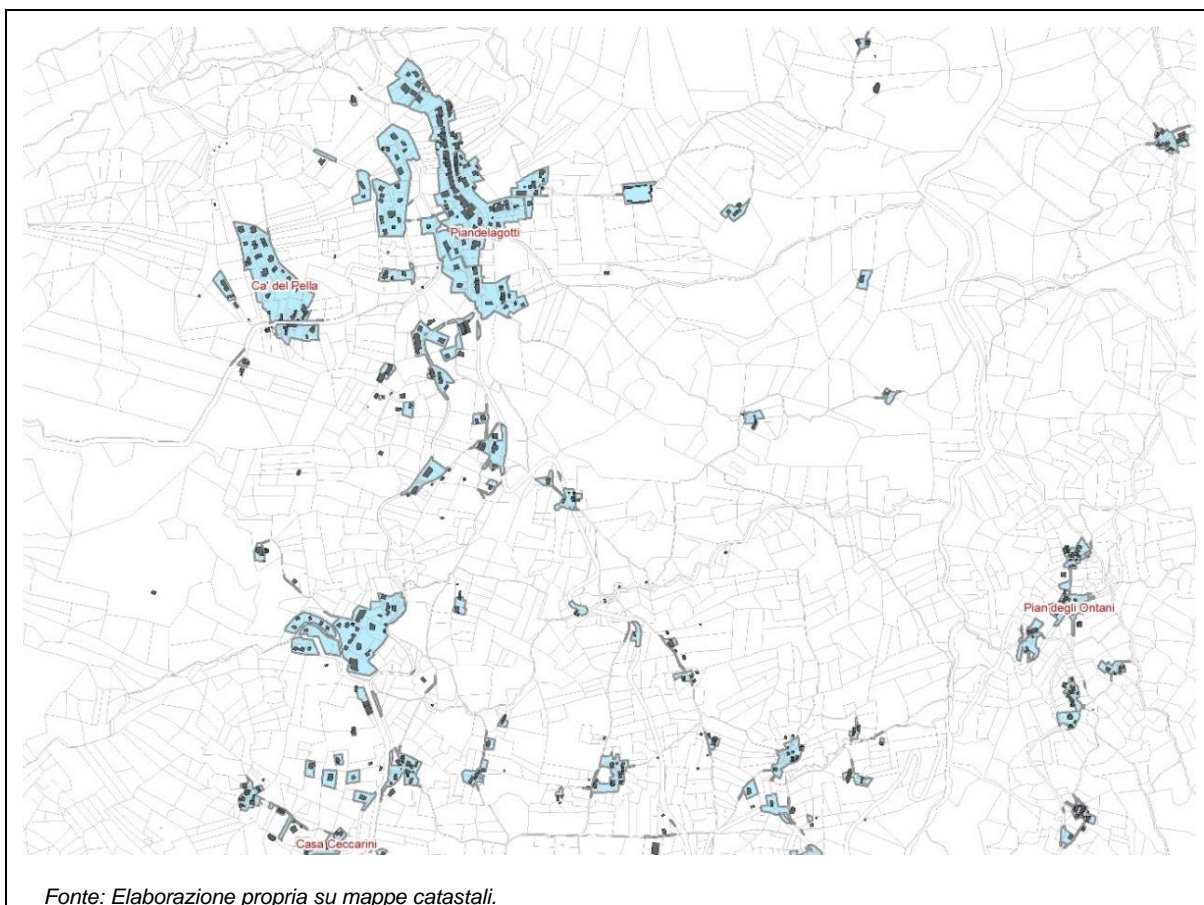 Piandelagotti
Ca' del Pella
Pian degli Ontani
Casa Ceccarini
Fonte: Elaborazione propria su mappe catastali.